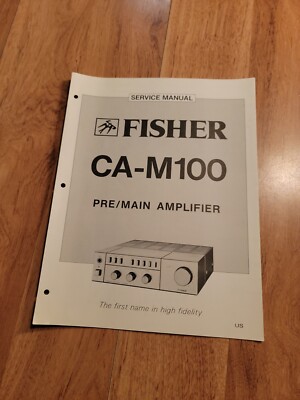 SERVICE MANUAL
FISHER
CA-M100
PRE/MAIN AMPLIFIER
The first name in high fidelity
US